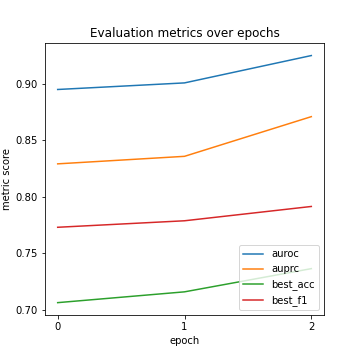 Evaluation metrics over epochs
metric score
0.90
0.85
0.80
0.75
0.70
auroc
auprc
best_acc
best_f1
0 1 2
epoch